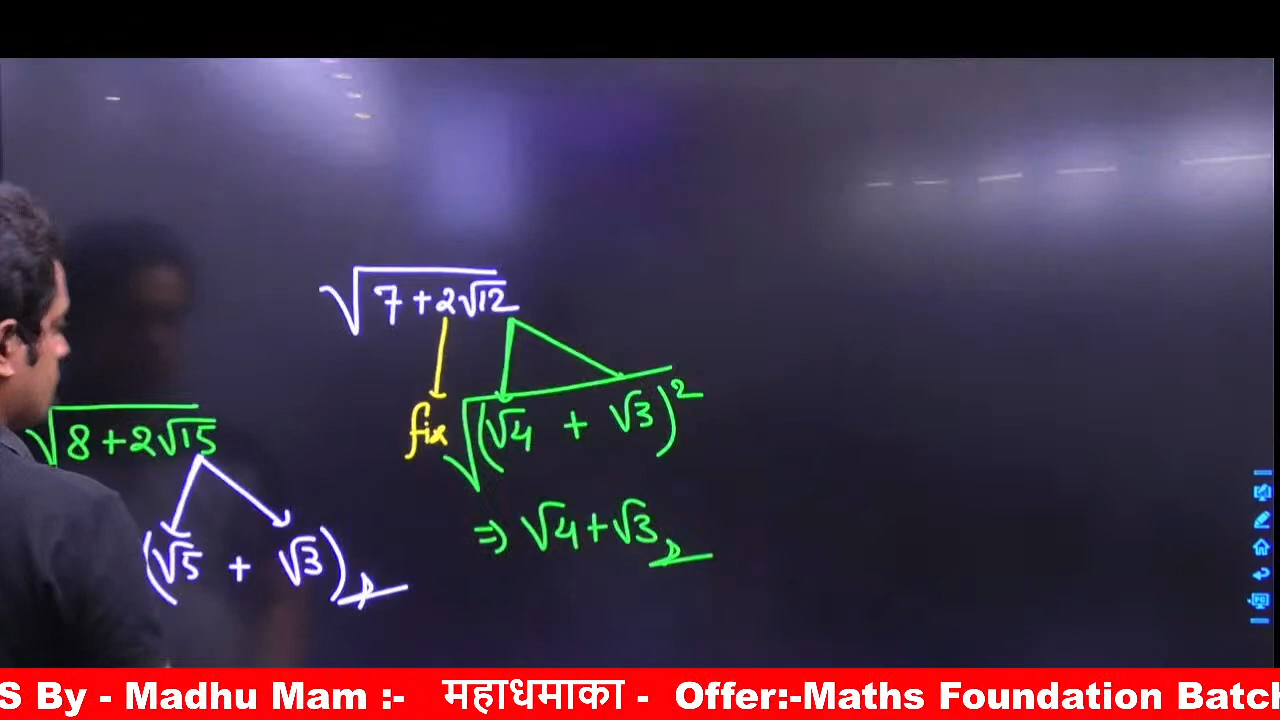 √(7+2√12)
fix √((√4 + √3)²)
⇒ √4+√3
√(8+2√15)
(√5 + √3)
S By - Madhu Mam :- महाधमाका - Offer:-Maths Foundation Batch